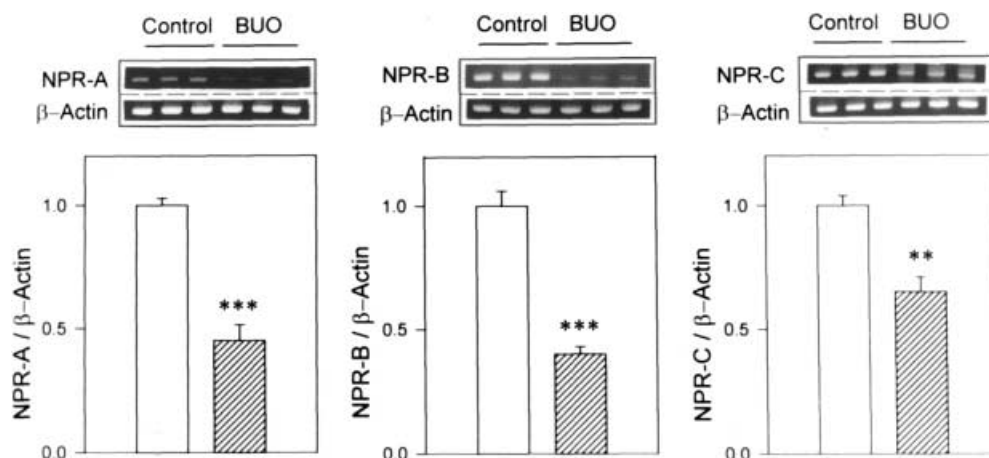 Control BUO
NPR-A
β–Actin
NPR-A / β–Actin
1.0
0.5
0.0
***
Control BUO
NPR-B
β–Actin
NPR-B / β–Actin
1.0
0.5
0.0
***
Control BUO
NPR-C
β–Actin
NPR-C / β–Actin
1.0
0.5
0.0
**